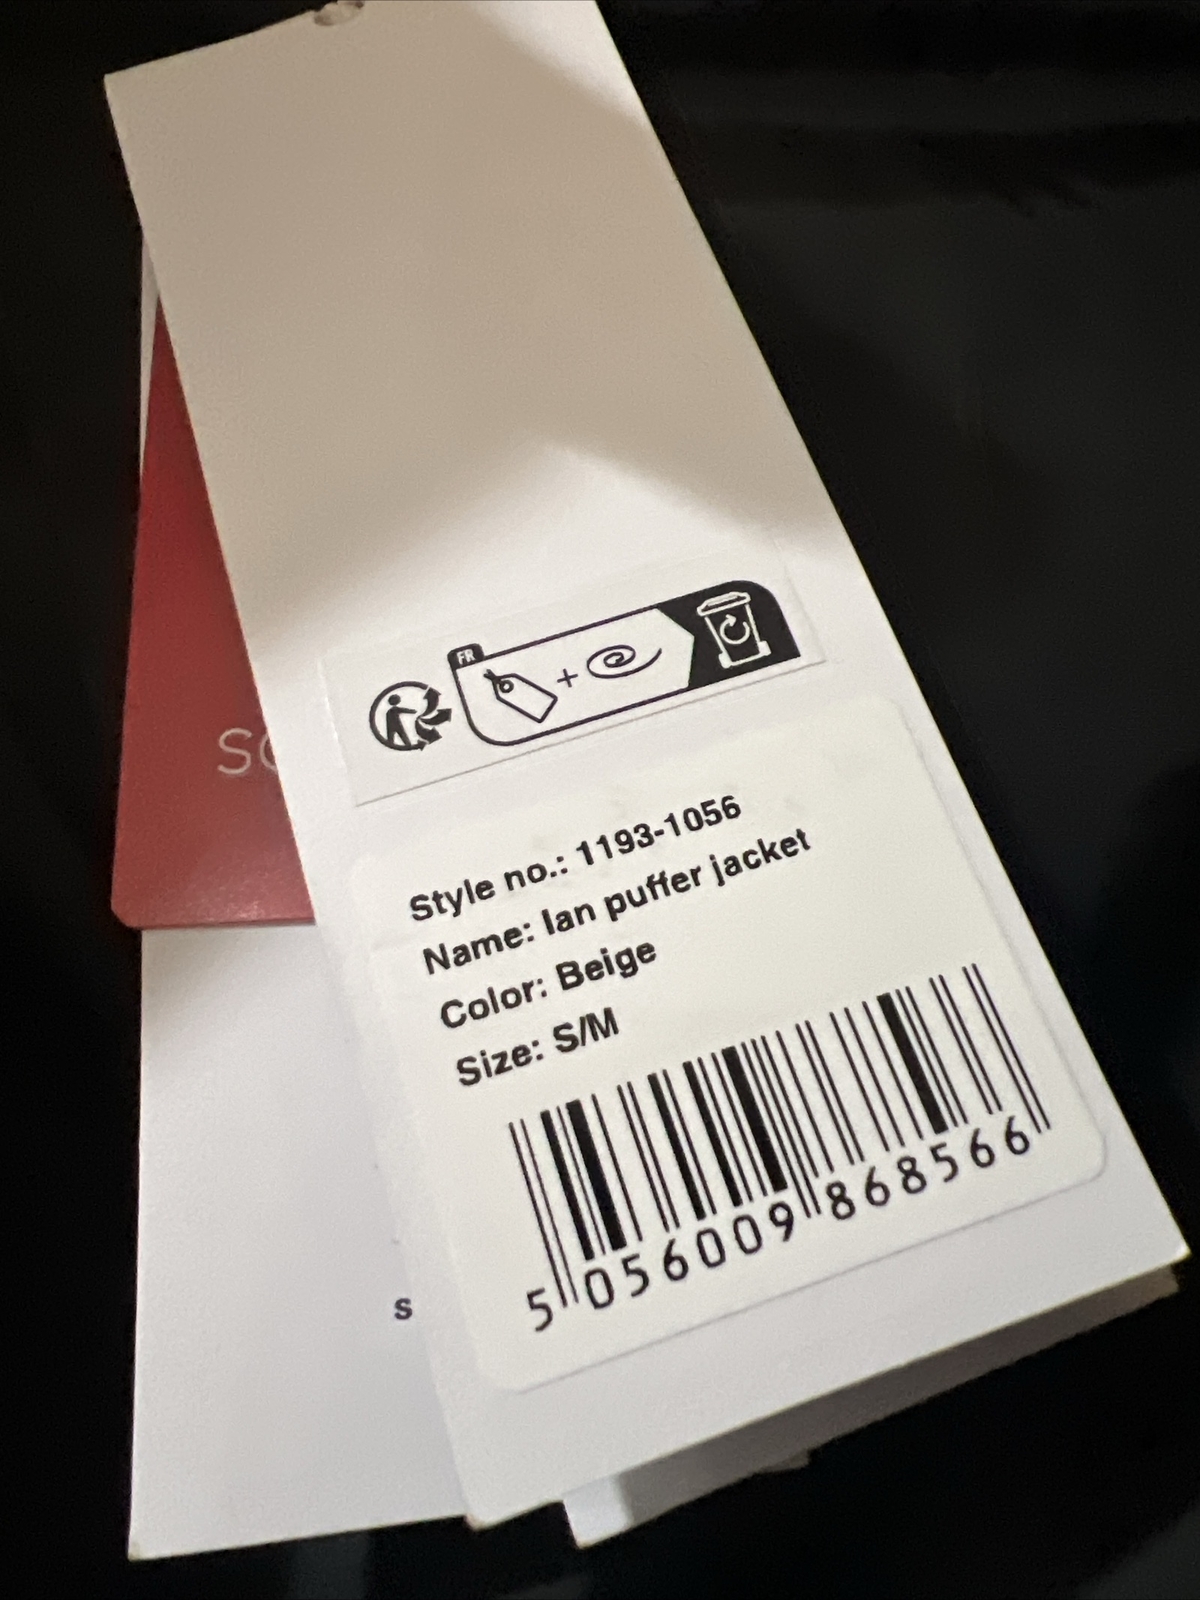 FR
+
Style no.: 1193-1056
Name: Ian puffer jacket
Color: Beige
Size: S/M
5 056009 868566
s